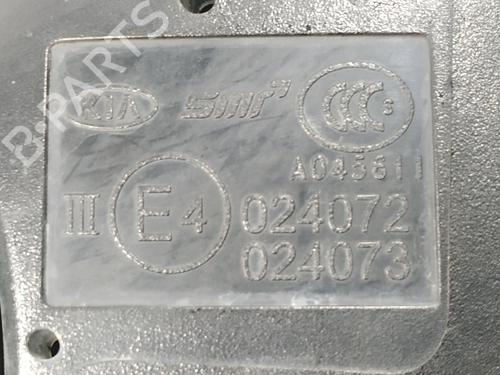 B-PARTS
KIA SMR CCC S
A045611
III E4 024072
024073